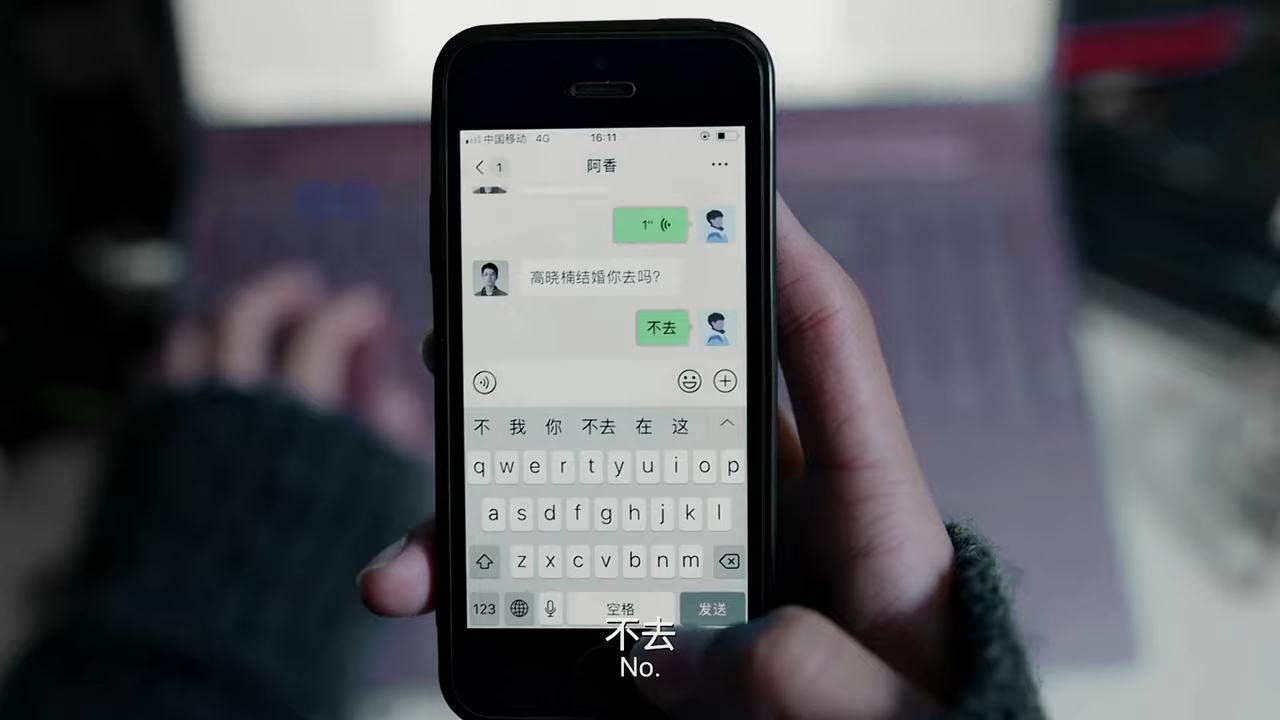 中国移动 4G 16:11
1 阿香
1"
高晓楠结婚你去吗?
不去
不 我 你 不去 在 这
q w e r t y u i o p
a s d f g h j k l
z x c v b n m
123 空格 发送
不去
No.